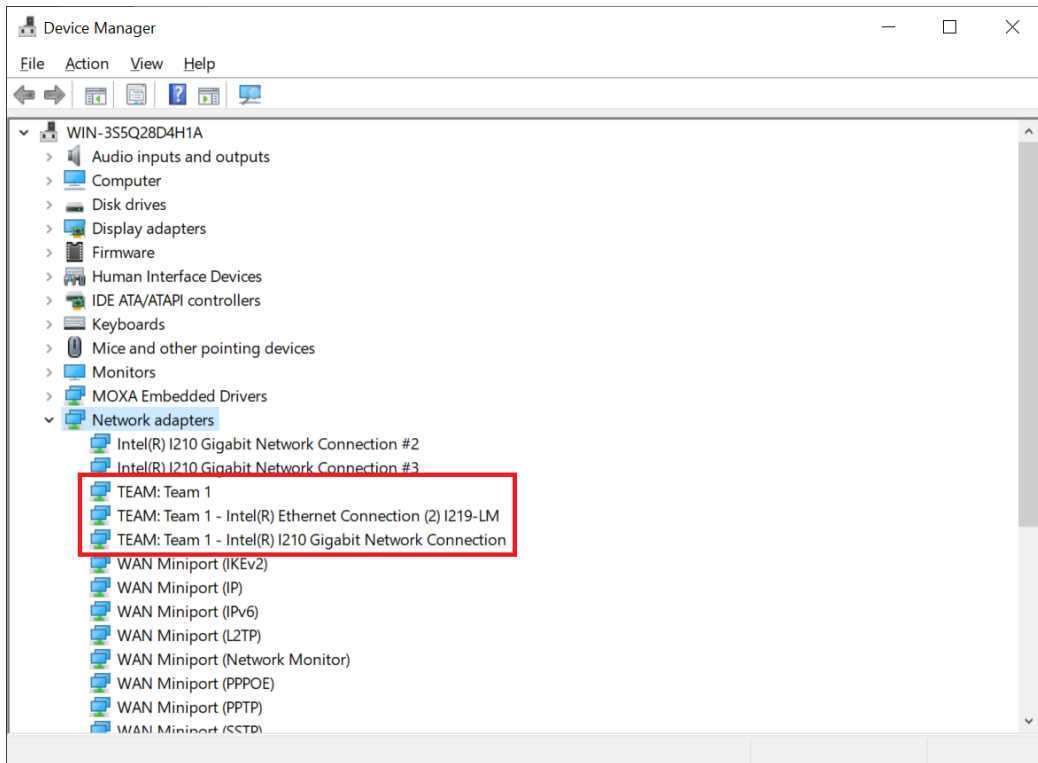 Device Manager
File Action View Help
WIN-3S5Q28D4H1A
Audio inputs and outputs
Computer
Disk drives
Display adapters
Firmware
Human Interface Devices
IDE ATA/ATAPI controllers
Keyboards
Mice and other pointing devices
Monitors
MOXA Embedded Drivers
Network adapters
Intel(R) I210 Gigabit Network Connection #2
Intel(R) I210 Gigabit Network Connection #3
TEAM: Team 1
TEAM: Team 1 - Intel(R) Ethernet Connection (2) I219-LM
TEAM: Team 1 - Intel(R) I210 Gigabit Network Connection
WAN Miniport (IKEv2)
WAN Miniport (IP)
WAN Miniport (IPv6)
WAN Miniport (L2TP)
WAN Miniport (Network Monitor)
WAN Miniport (PPPOE)
WAN Miniport (PPTP)
WAN Miniport (SSTP)